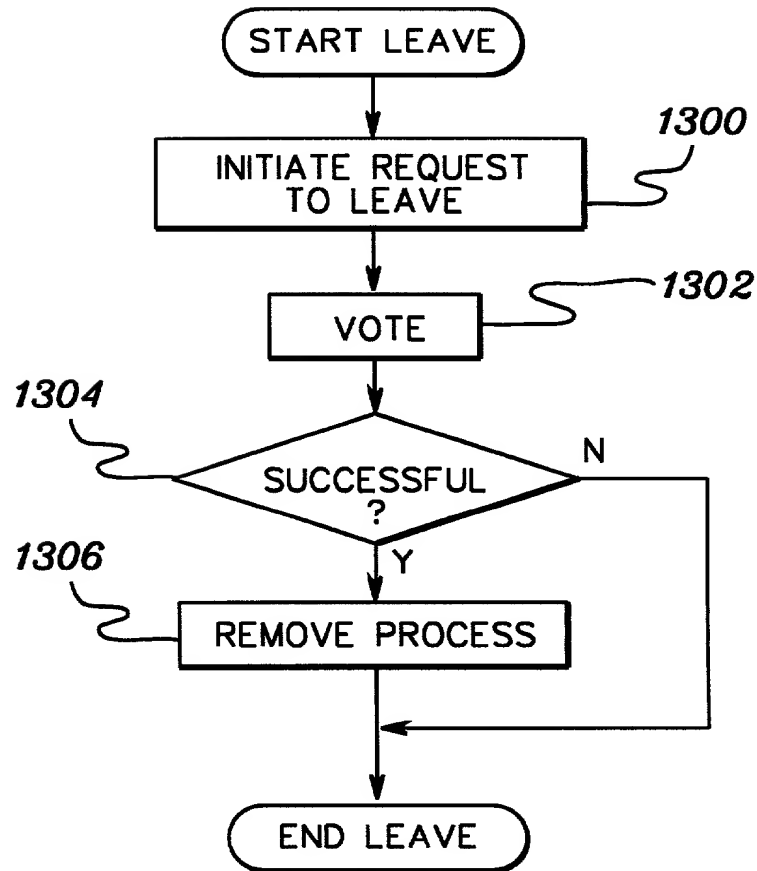 START LEAVE
1300
INITIATE REQUEST
TO LEAVE
1302
VOTE
1304
N
SUCCESSFUL
?
Y
1306
REMOVE PROCESS
END LEAVE